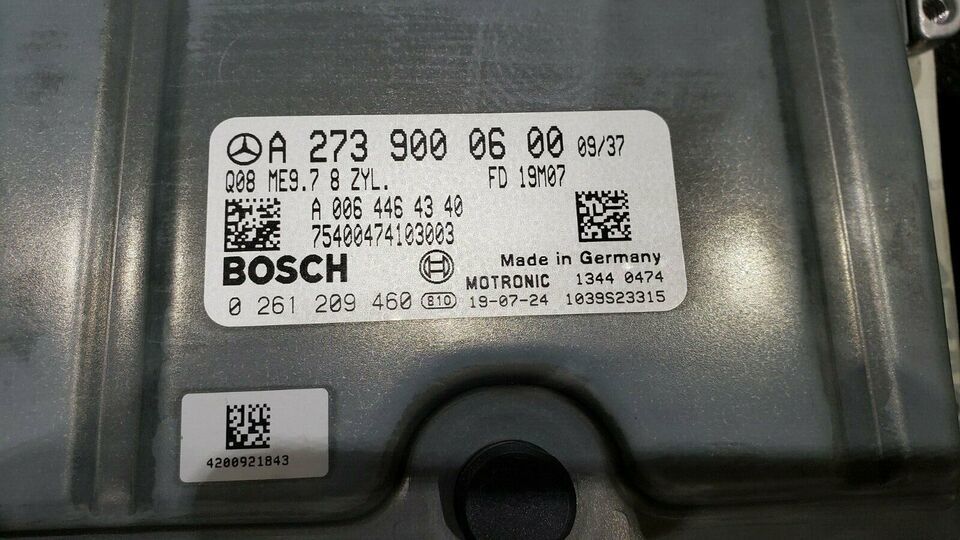 A 273 900 06 00 09/37
Q08 ME9.7 8 ZYL. FD 19M07
A 006 446 43 40
75400474103003
BOSCH
Made in Germany
MOTRONIC 1344 0474
0 261 209 460 810 19-07-24 1039S23315
4200921843